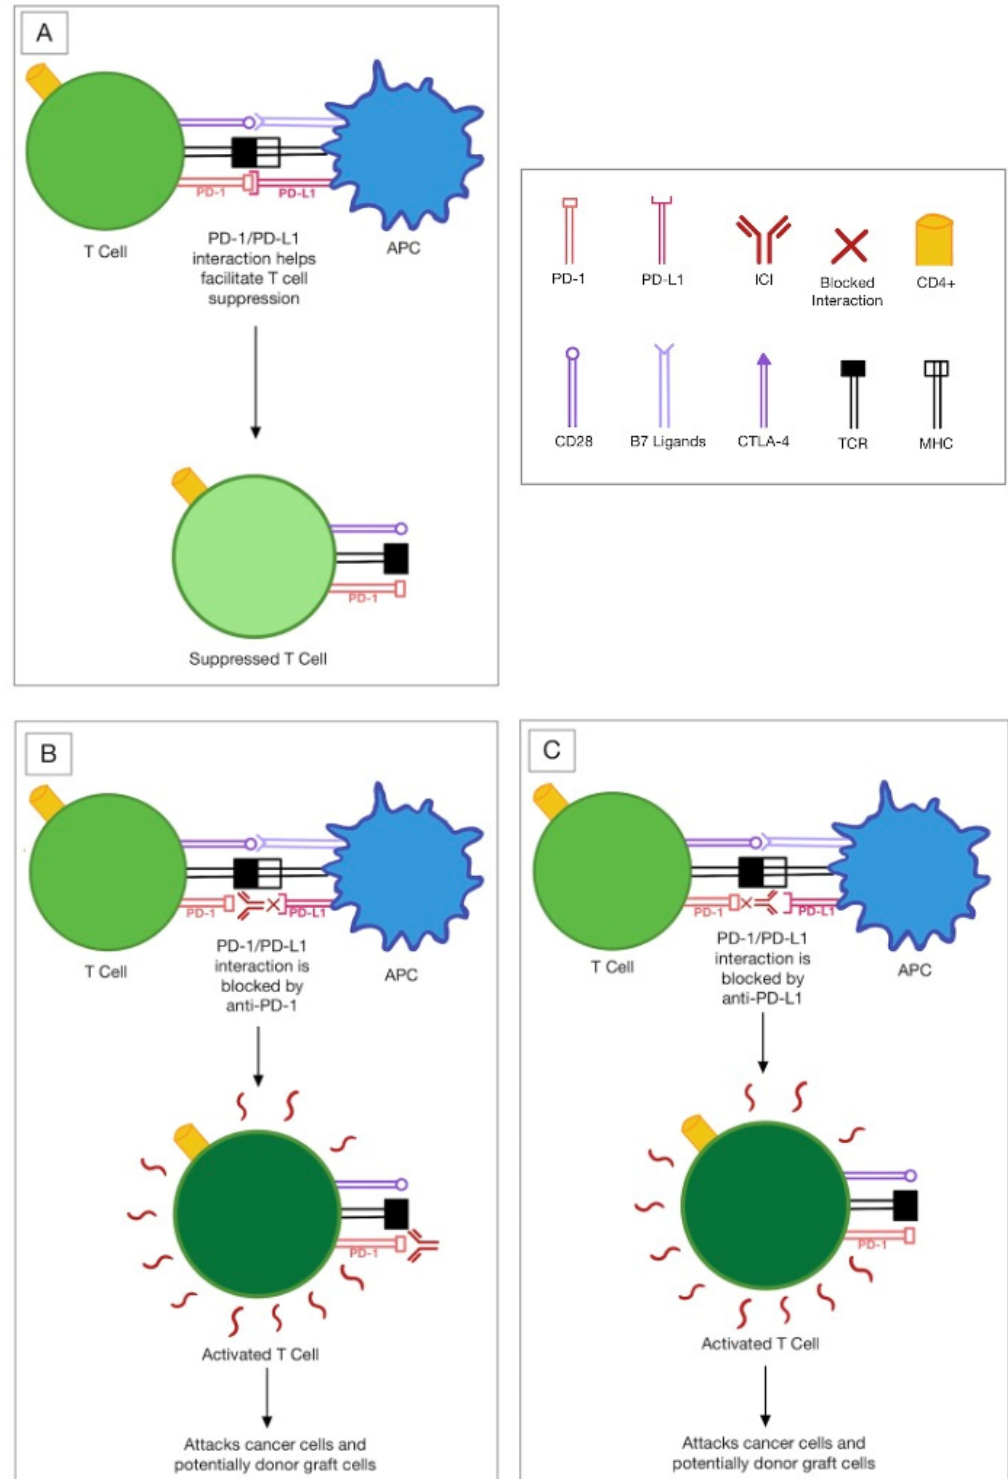 A
PD-1
PD-L1
T Cell
APC
PD-1/PD-L1
interaction helps
facilitate T cell
suppression
PD-1
Suppressed T Cell
PD-1
PD-L1
ICI
Blocked
Interaction
CD4+
CD28
B7 Ligands
CTLA-4
TCR
MHC
B
PD-1
PD-L1
T Cell
APC
PD-1/PD-L1
interaction is
blocked by
anti-PD-1
PD-1
Activated T Cell
Attacks cancer cells and
potentially donor graft cells
C
PD-1
PD-L1
T Cell
APC
PD-1/PD-L1
interaction is
blocked by
anti-PD-L1
PD-1
Activated T Cell
Attacks cancer cells and
potentially donor graft cells